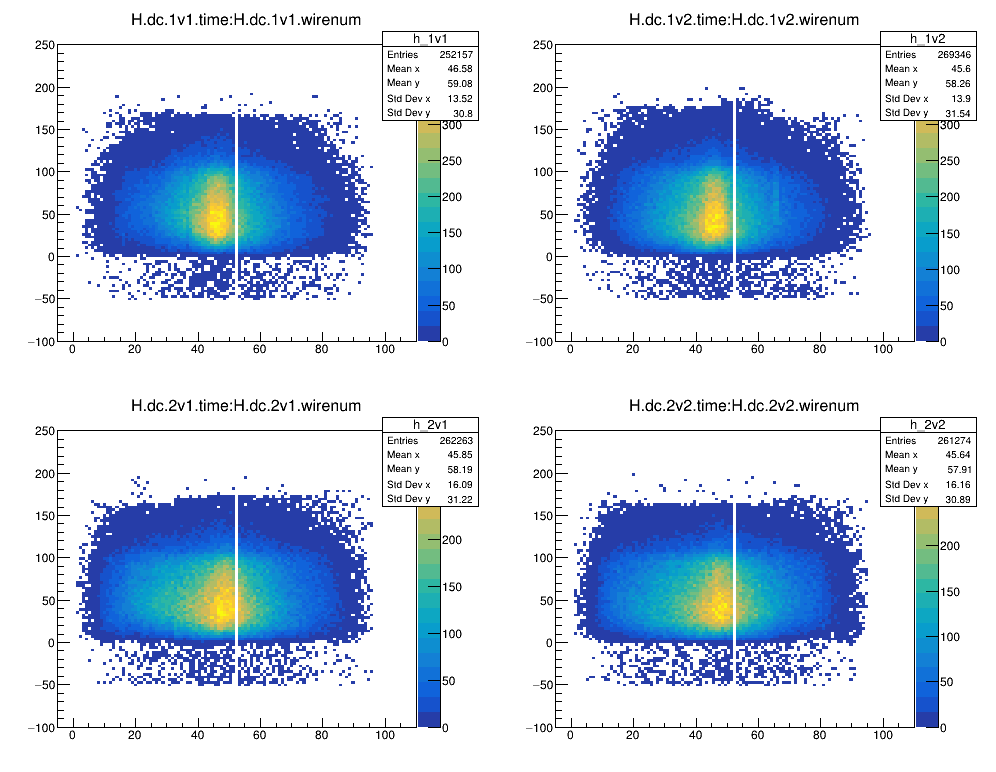 H.dc.1v1.time:H.dc.1v1.wirenum
h_1v1
Entries 252157
Mean x 46.58
Mean y 59.08
Std Dev x 13.52
Std Dev y 30.8
250
200
150
100
50
0
−50
−100
0 20 40 60 80 100
300
250
200
150
100
50
0
H.dc.1v2.time:H.dc.1v2.wirenum
h_1v2
Entries 269346
Mean x 45.6
Mean y 58.26
Std Dev x 13.9
Std Dev y 31.54
250
200
150
100
50
0
−50
−100
0 20 40 60 80 100
300
250
200
150
100
50
0
H.dc.2v1.time:H.dc.2v1.wirenum
h_2v1
Entries 262263
Mean x 45.85
Mean y 58.19
Std Dev x 16.09
Std Dev y 31.22
250
200
150
100
50
0
−50
−100
0 20 40 60 80 100
200
150
100
50
0
H.dc.2v2.time:H.dc.2v2.wirenum
h_2v2
Entries 261274
Mean x 45.64
Mean y 57.91
Std Dev x 16.16
Std Dev y 30.89
250
200
150
100
50
0
−50
−100
0 20 40 60 80 100
200
150
100
50
0